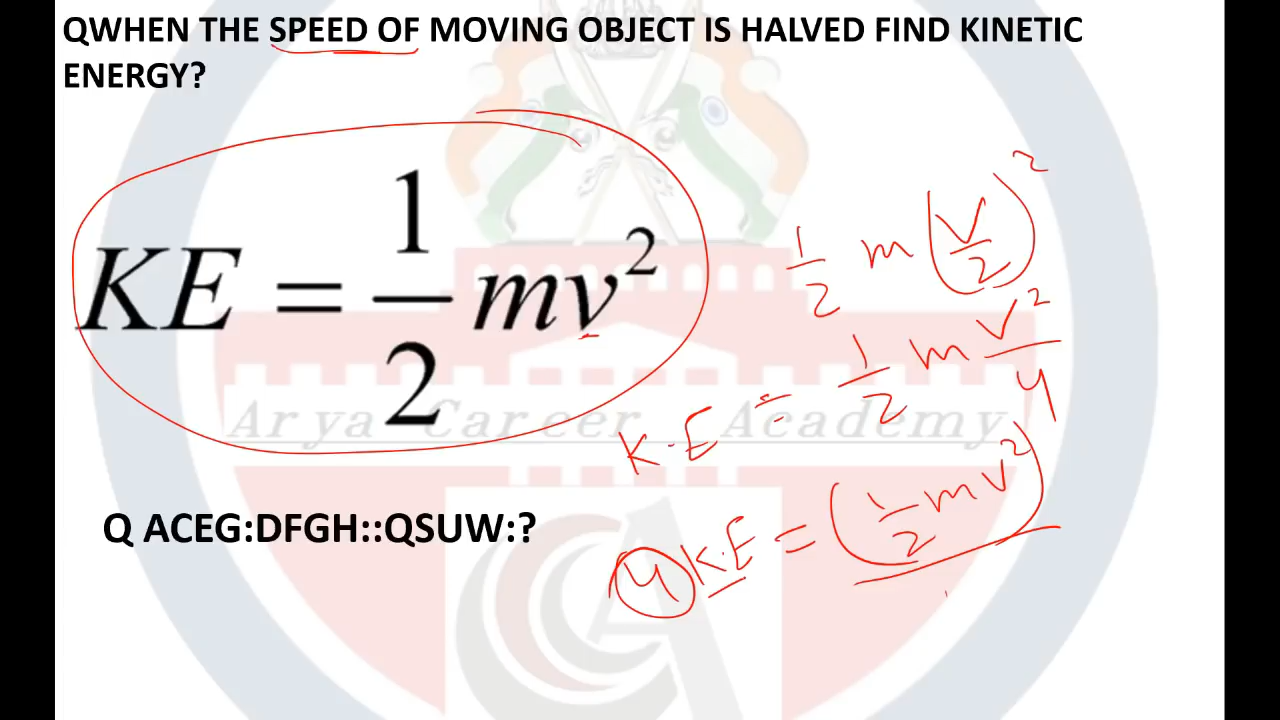 QWHEN THE SPEED OF MOVING OBJECT IS HALVED FIND KINETIC
ENERGY?
KE = 1/2 mv²
1/2 m (v/2)²
K.E = 1/2 m v²/4
4 K.E = (1/2 mv²)
Arya Career Academy
Q ACEG:DFGH::QSUW:?